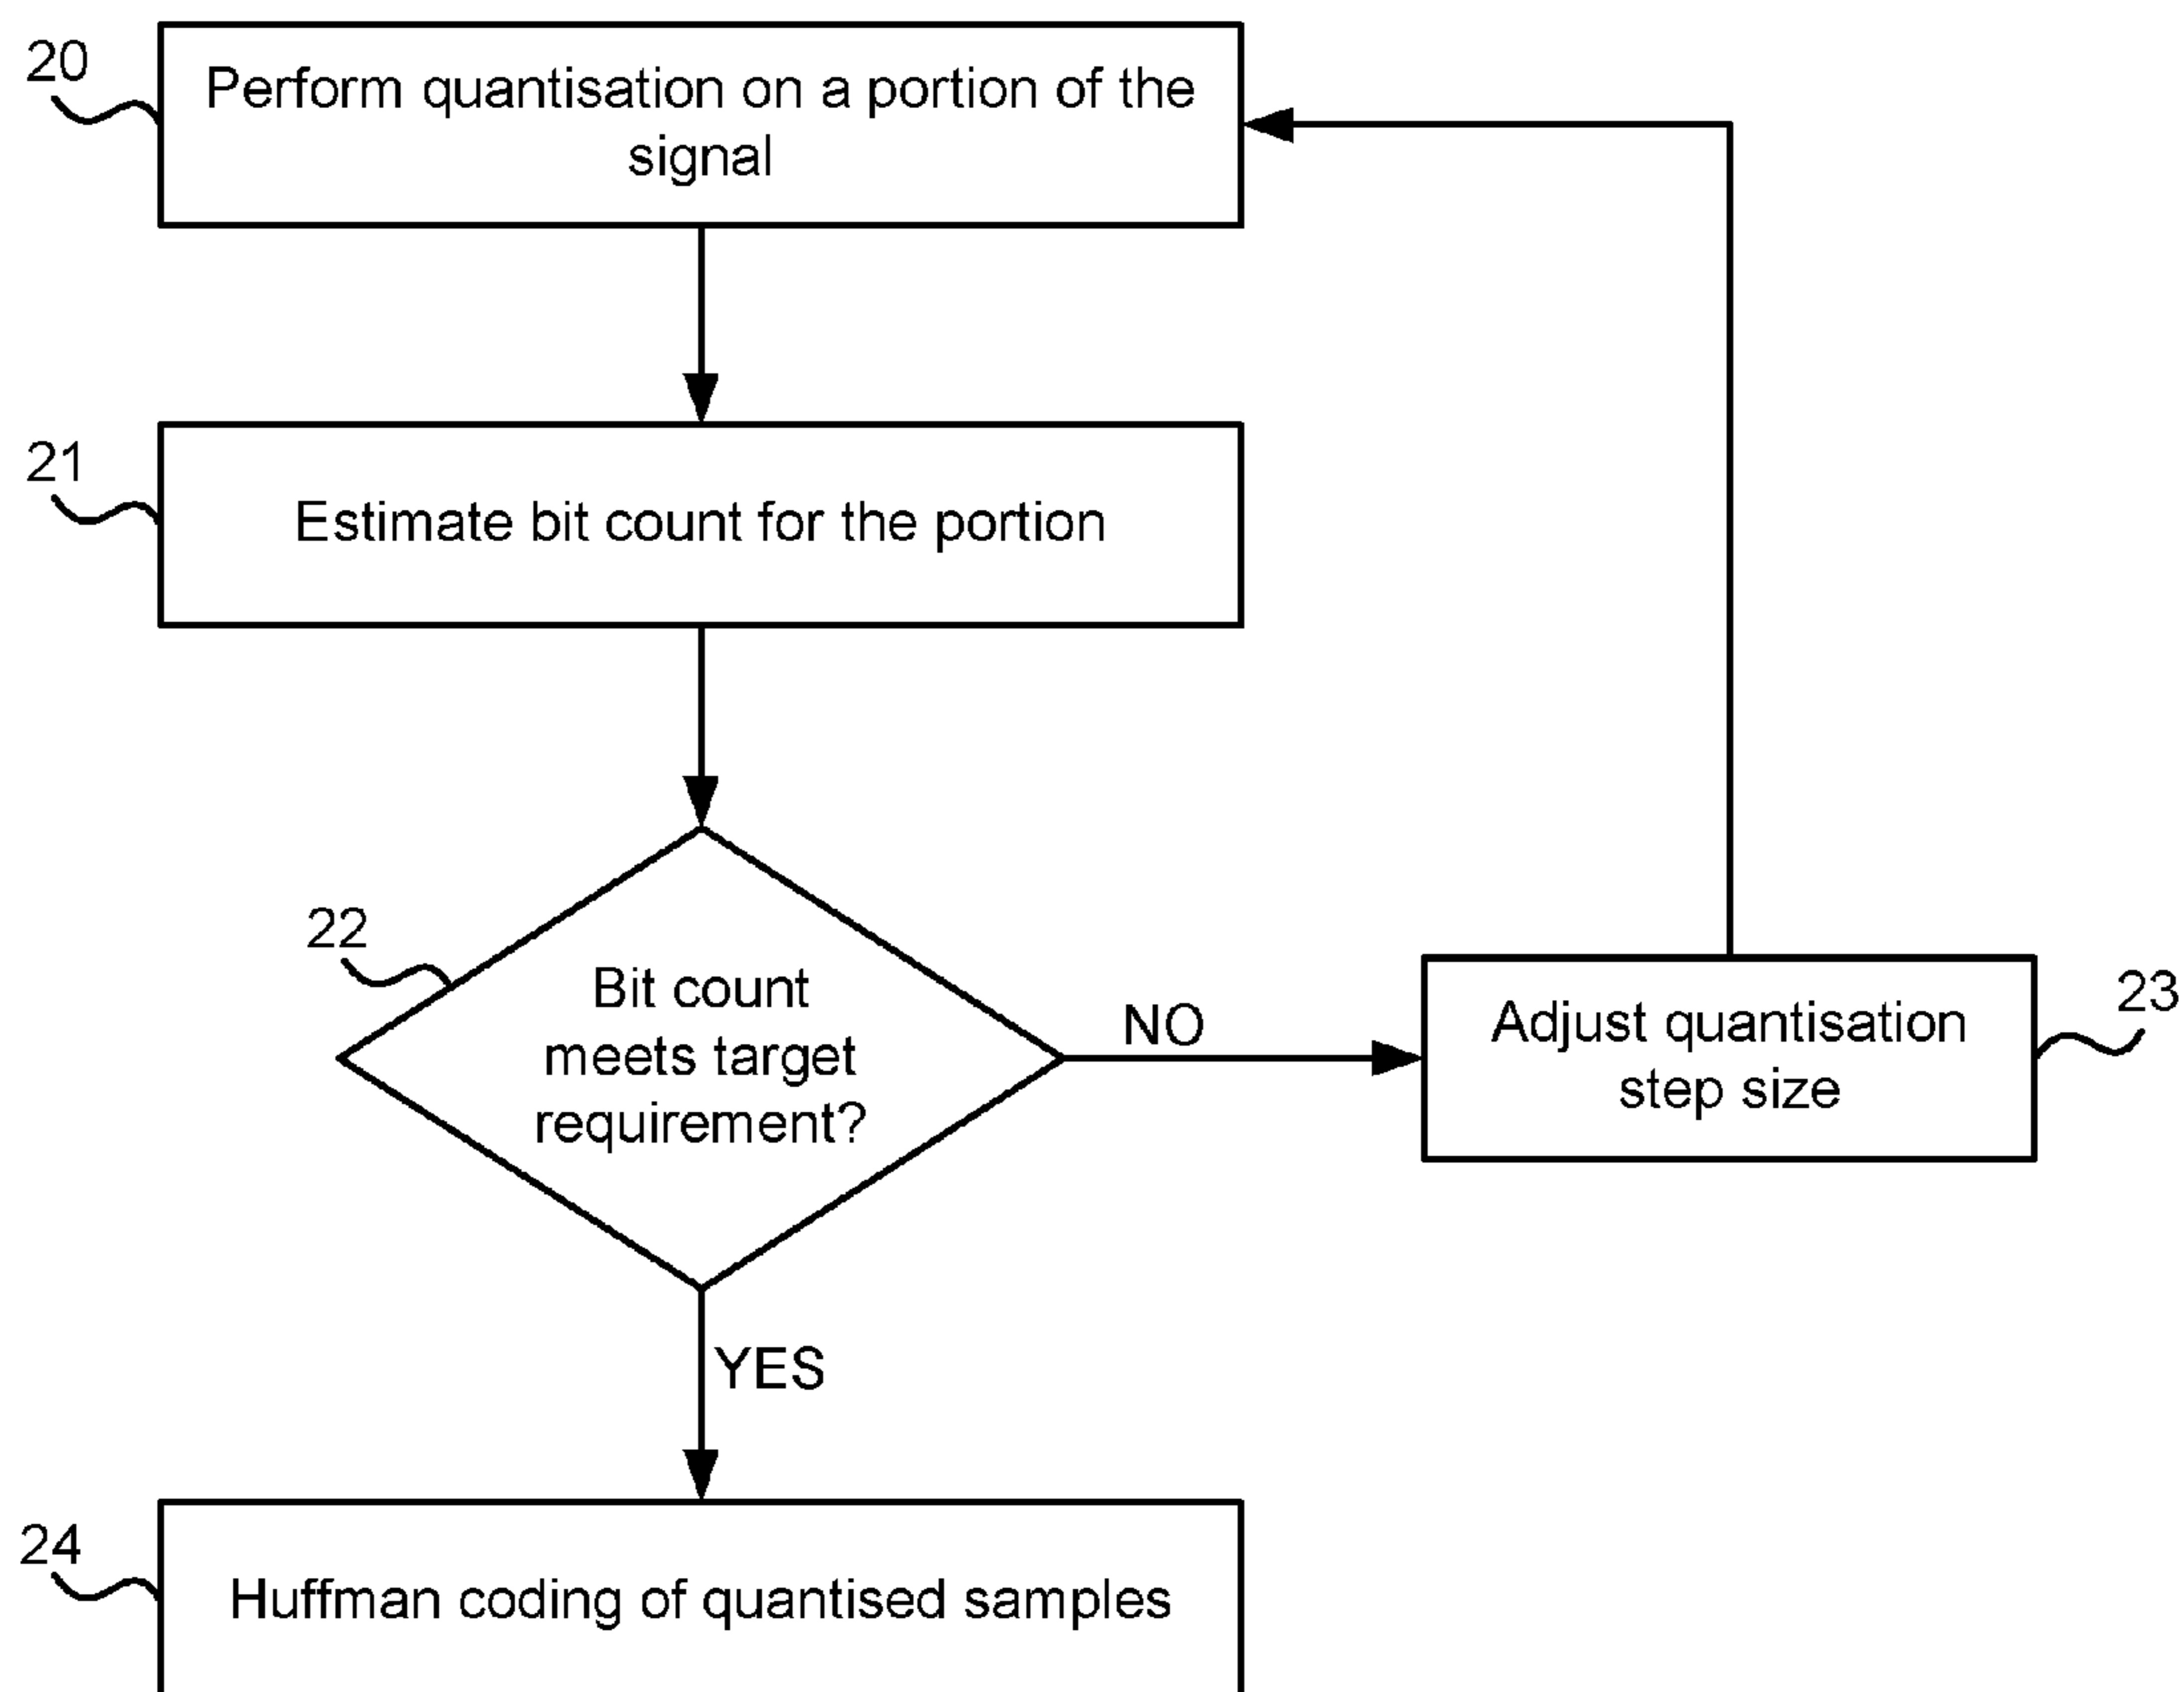 20
Perform quantisation on a portion of the
signal
21
Estimate bit count for the portion
22
Bit count
meets target
requirement?
NO
Adjust quantisation
step size
23
YES
24
Huffman coding of quantised samples